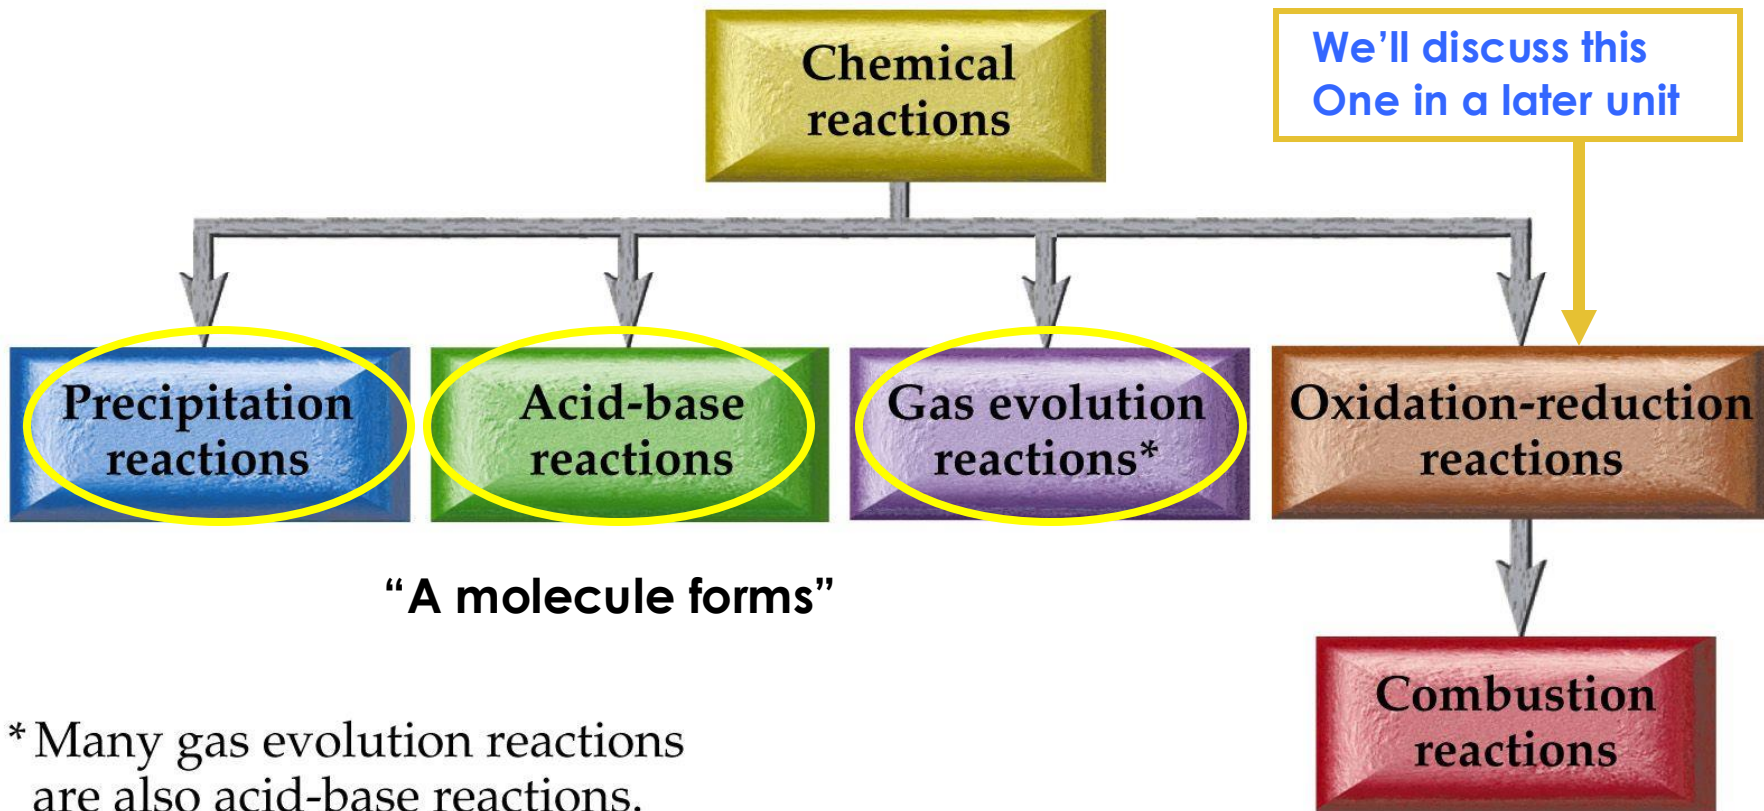 Chemical
reactions
We’ll discuss this
One in a later unit
Precipitation
reactions
Acid-base
reactions
Gas evolution
reactions*
Oxidation-reduction
reactions
“A molecule forms”
Combustion
reactions
* Many gas evolution reactions
are also acid-base reactions.